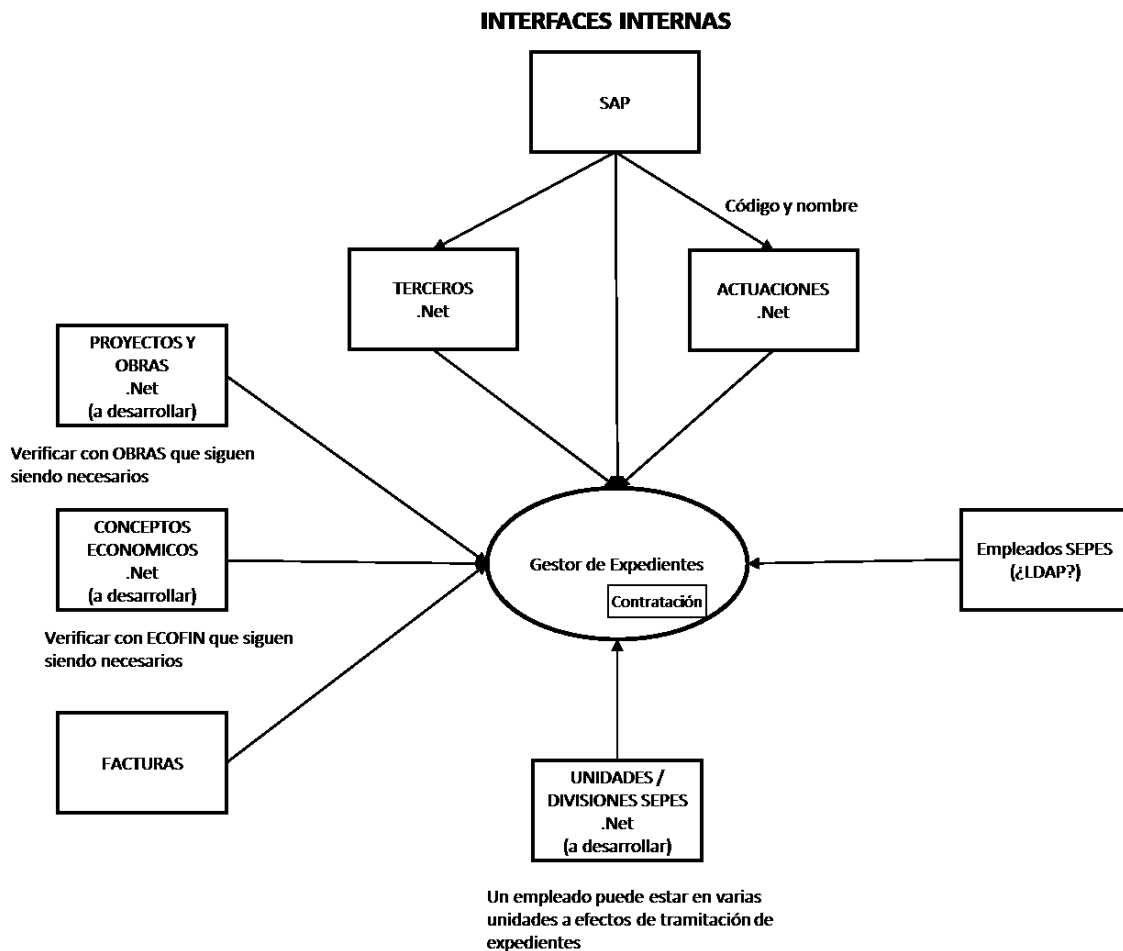 INTERFACES INTERNAS
SAP
Código y nombre
TERCEROS
.Net
ACTUACIONES
.Net
PROYECTOS Y
OBRAS
.Net
(a desarrollar)
Verificar con OBRAS que siguen
siendo necesarios
CONCEPTOS
ECONOMICOS
.Net
(a desarrollar)
Verificar con ECOFIN que siguen
siendo necesarios
FACTURAS
Gestor de Expedientes
Contratación
Empleados SEPES
(¿LDAP?)
UNIDADES /
DIVISIONES SEPES
.Net
(a desarrollar)
Un empleado puede estar en varias
unidades a efectos de tramitación de
expedientes